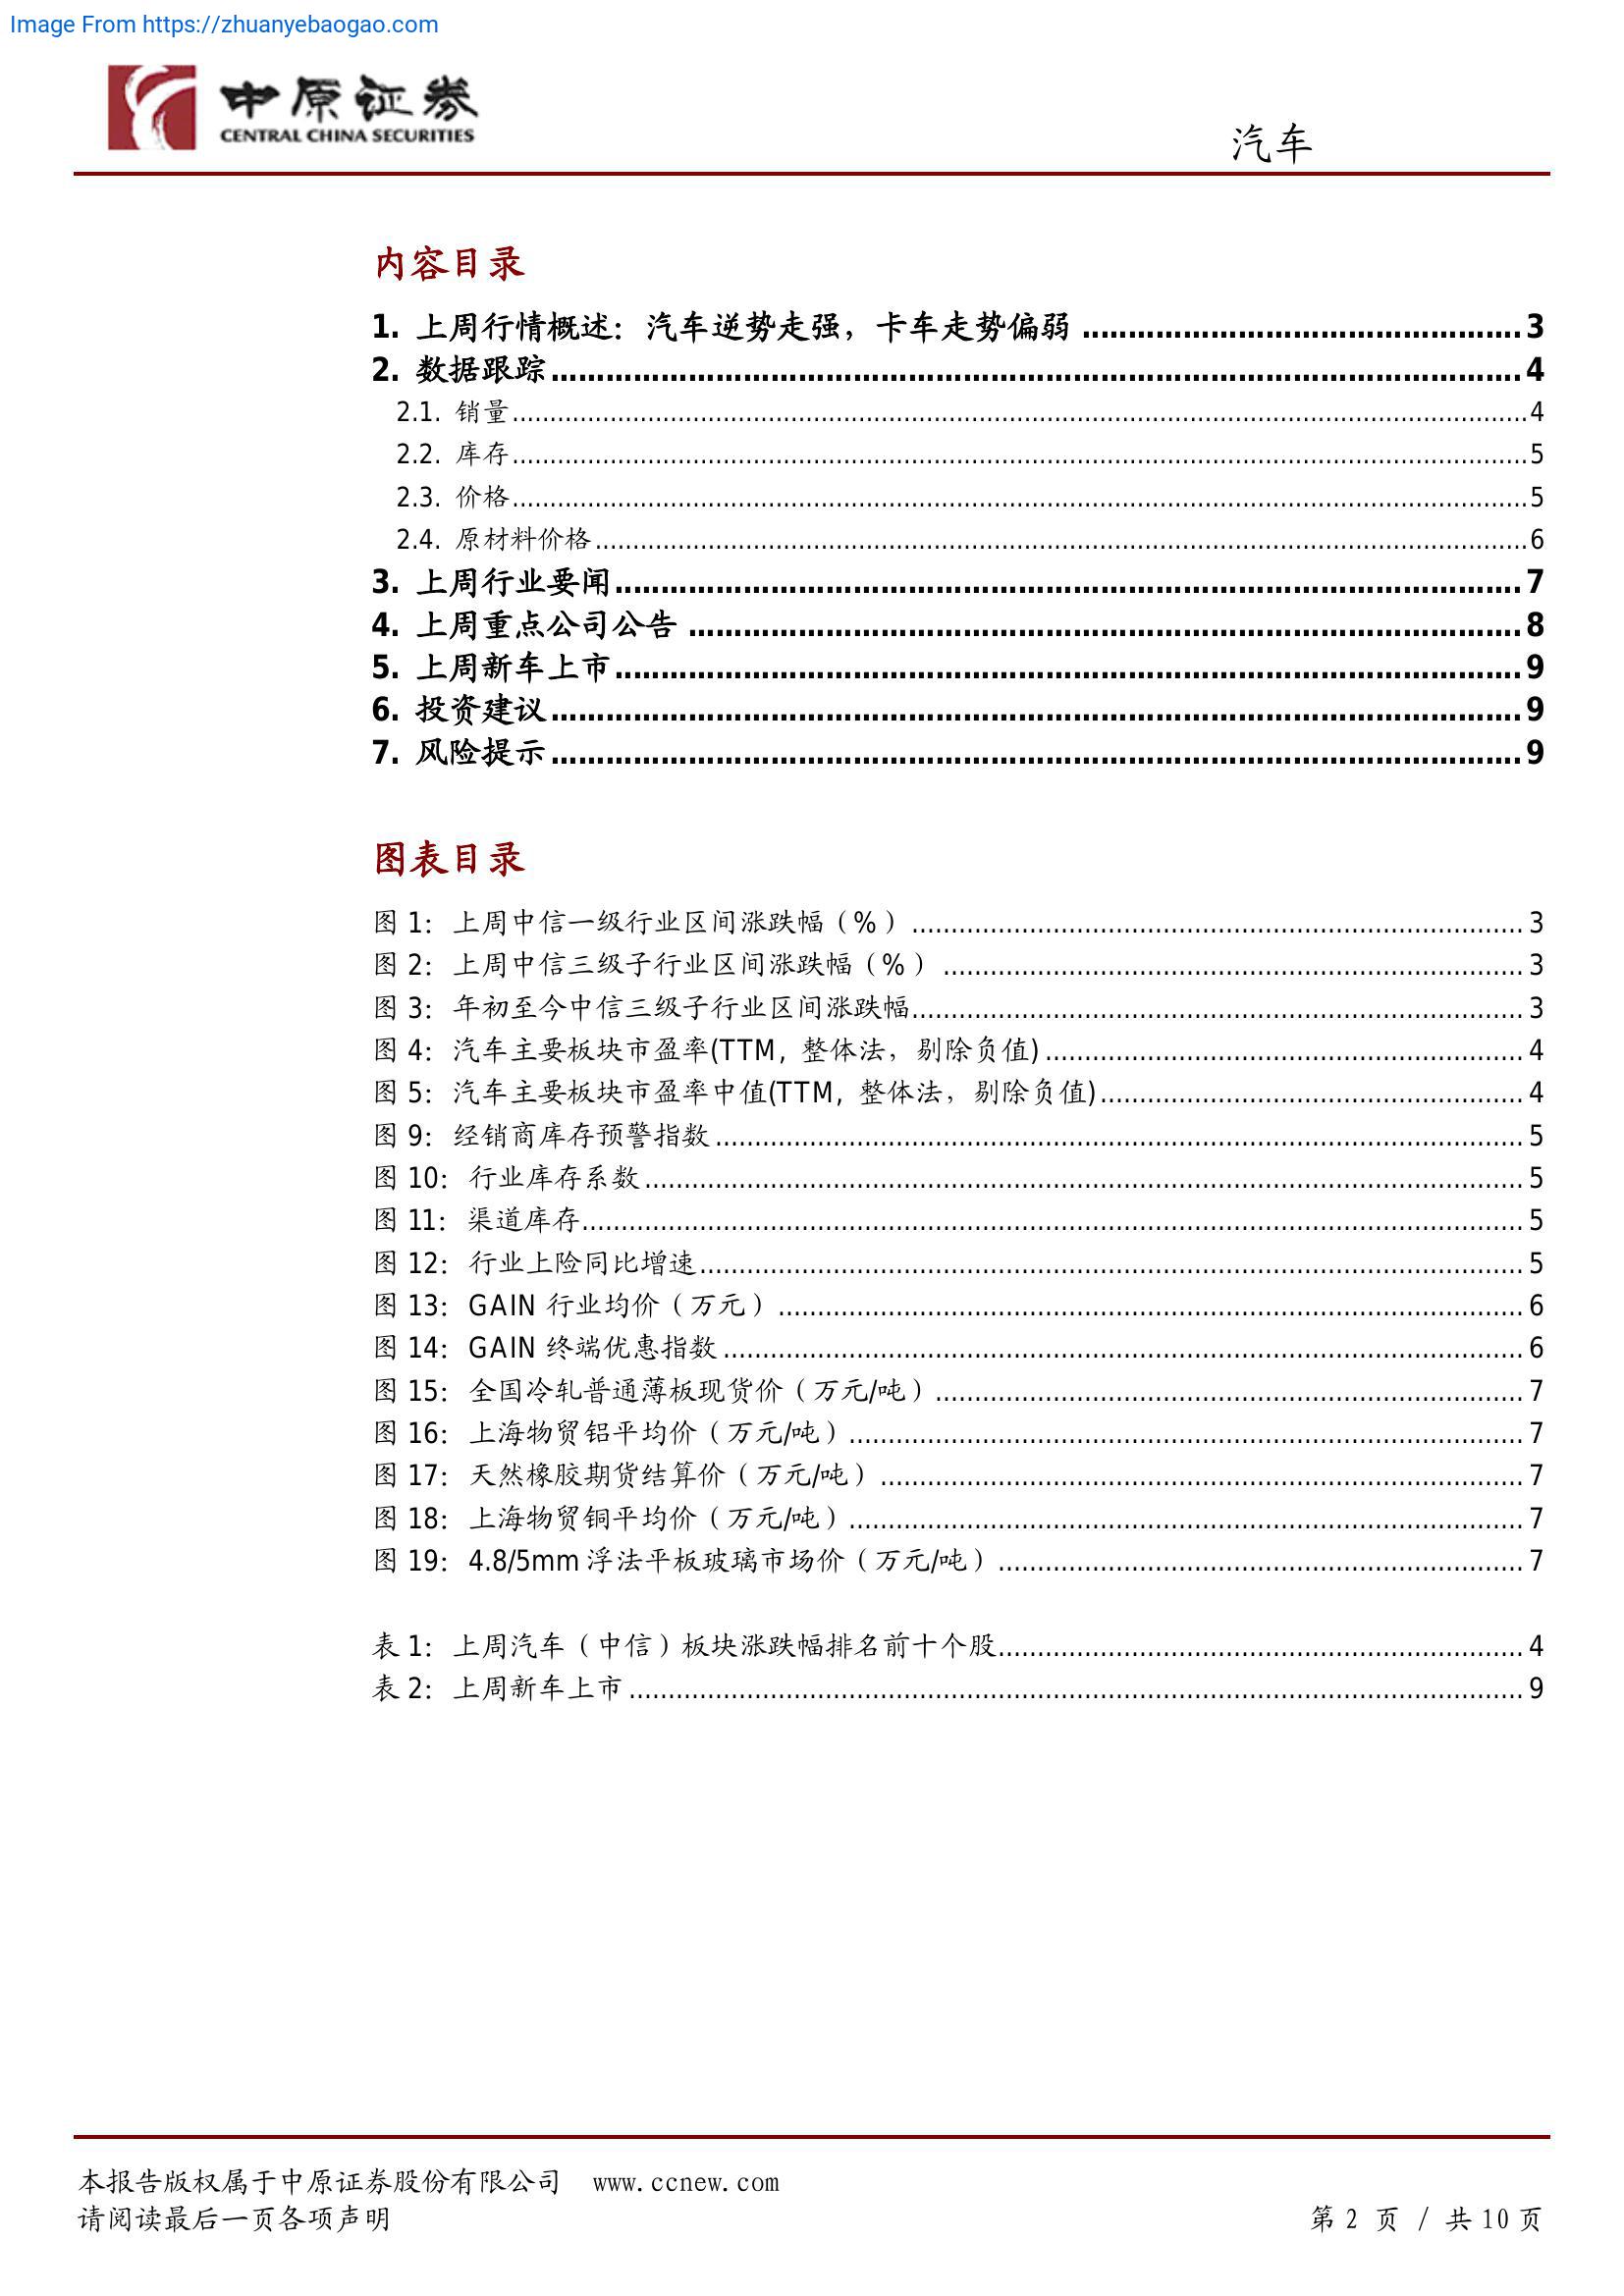 Image From https://zhuanyebaogao.com
中原证券
CENTRAL CHINA SECURITIES
汽车
内容目录
1. 上周行情概述：汽车逆势走强，卡车走势偏弱 ........ 3
2. 数据跟踪 ........ 4
2.1. 销量 ........ 4
2.2. 库存 ........ 5
2.3. 价格 ........ 5
2.4. 原材料价格 ........ 6
3. 上周行业要闻 ........ 7
4. 上周重点公司公告 ........ 8
5. 上周新车上市 ........ 9
6. 投资建议 ........ 9
7. 风险提示 ........ 9
图表目录
图 1：上周中信一级行业区间涨跌幅（%） ........ 3
图 2：上周中信三级子行业区间涨跌幅（%） ........ 3
图 3：年初至今中信三级子行业区间涨跌幅 ........ 3
图 4：汽车主要板块市盈率(TTM，整体法，剔除负值) ........ 4
图 5：汽车主要板块市盈率中值(TTM，整体法，剔除负值) ........ 4
图 9：经销商库存预警指数 ........ 5
图 10：行业库存系数 ........ 5
图 11：渠道库存 ........ 5
图 12：行业上险同比增速 ........ 5
图 13：GAIN 行业均价（万元） ........ 6
图 14：GAIN 终端优惠指数 ........ 6
图 15：全国冷轧普通薄板现货价（万元/吨） ........ 7
图 16：上海物贸铝平均价（万元/吨） ........ 7
图 17：天然橡胶期货结算价（万元/吨） ........ 7
图 18：上海物贸铜平均价（万元/吨） ........ 7
图 19：4.8/5mm 浮法平板玻璃市场价（万元/吨） ........ 7
表 1：上周汽车（中信）板块涨跌幅排名前十个股 ........ 4
表 2：上周新车上市 ........ 9
本报告版权属于中原证券股份有限公司 www.ccnew.com
请阅读最后一页各项声明 第 2 页 / 共 10 页